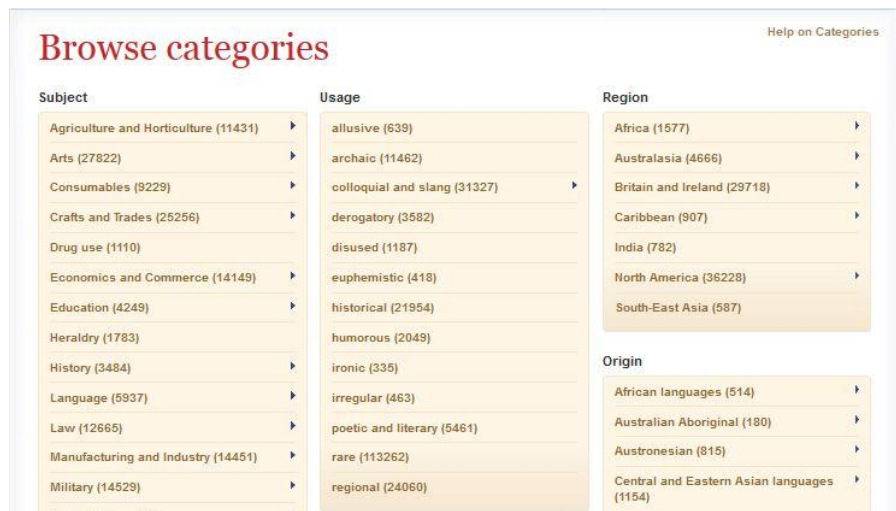 Browse categories
Help on Categories
Subject
Agriculture and Horticulture (11431)
Arts (27822)
Consumables (9229)
Crafts and Trades (25256)
Drug use (1110)
Economics and Commerce (14149)
Education (4249)
Heraldry (1783)
History (3484)
Language (5937)
Law (12665)
Manufacturing and Industry (14451)
Military (14529)
Usage
allusive (639)
archaic (11462)
colloquial and slang (31327)
derogatory (3582)
disused (1187)
euphemistic (418)
historical (21954)
humorous (2049)
ironic (335)
irregular (463)
poetic and literary (5461)
rare (113262)
regional (24060)
Region
Africa (1577)
Australasia (4666)
Britain and Ireland (29718)
Caribbean (907)
India (782)
North America (36228)
South-East Asia (587)
Origin
African languages (514)
Australian Aboriginal (180)
Austronesian (815)
Central and Eastern Asian languages
(1154)